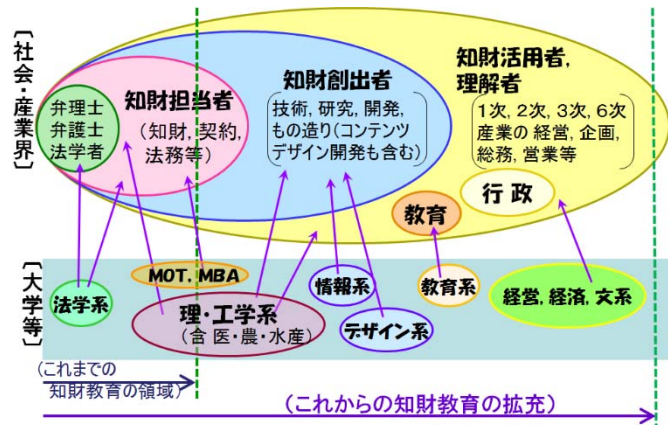 〔社会・産業界〕
弁理士
弁護士
法学者
知財担当者
(知財, 契約,
法務等)
知財創出者
技術, 研究, 開発,
もの造り(コンテンツ
デザイン開発も含む)
知財活用者,
理解者
1次, 2次, 3次, 6次
産業の 経営, 企画,
総務, 営業等
教育
行政
〔大学等〕
法学系
MOT, MBA
理・工学系
(含 医・農・水産)
情報系
デザイン系
教育系
経営, 経済, 文系
(これまでの
知財教育の領域)
(これからの知財教育の拡充)